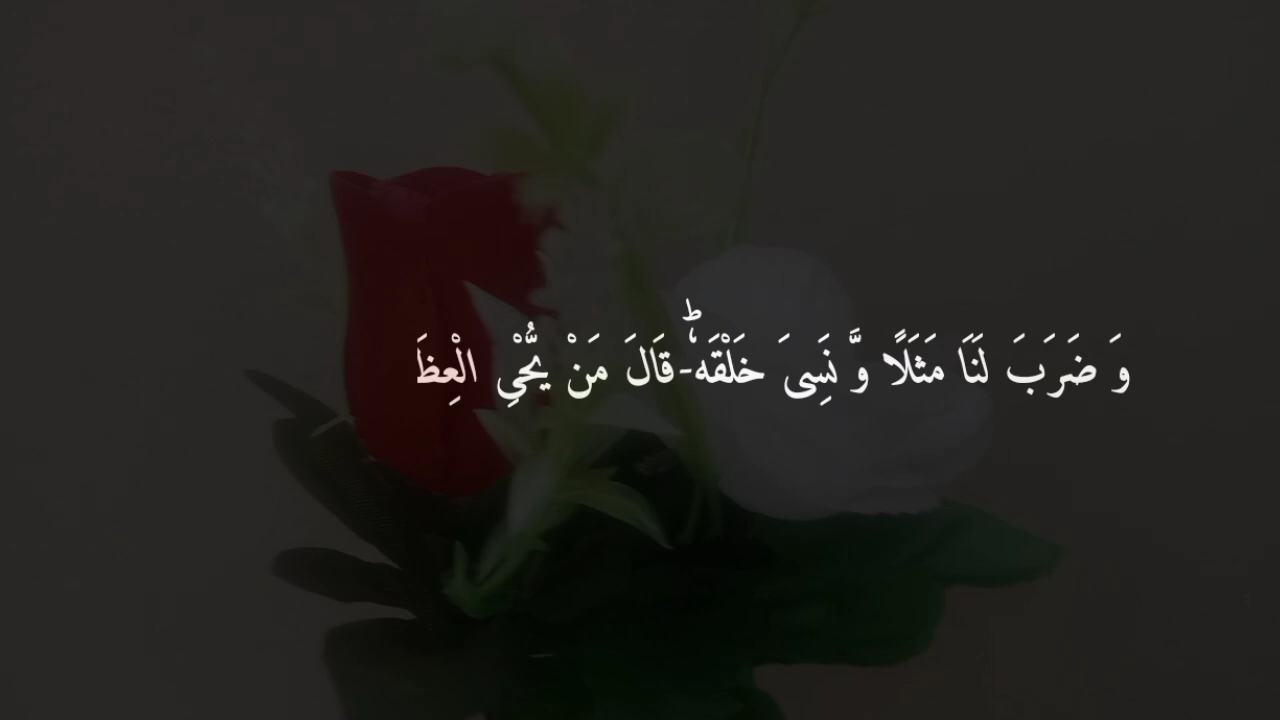 وَ ضَرَبَ لَنَا مَثَلًا وَّ نَسِیَ خَلْقَهٗؕ-قَالَ مَنْ یُّحْیِ الْعِظَ